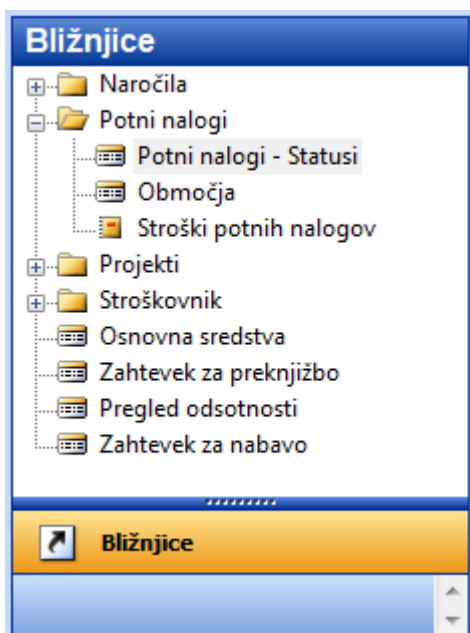 Bližnjice
Naročila
Potni nalogi
Potni nalogi - Statusi
Območja
Stroški potnih nalogov
Projekti
Stroškovnik
Osnovna sredstva
Zahtevek za preknjižbo
Pregled odsotnosti
Zahtevek za nabavo
Bližnjice